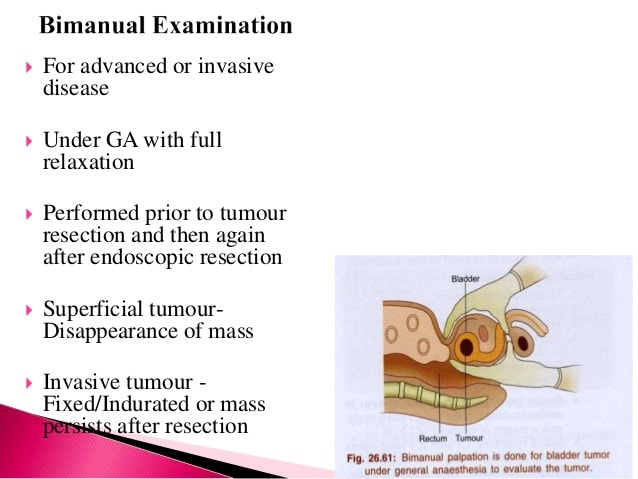 Bimanual Examination
For advanced or invasive
disease
Under GA with full
relaxation
Performed prior to tumour
resection and then again
after endoscopic resection
Superficial tumour-
Disappearance of mass
Invasive tumour -
Fixed/Indurated or mass
persists after resection
Bladder
Rectum Tumour
Fig. 26.61: Bimanual palpation is done for bladder tumor
under general anaesthesia to evaluate the tumor.